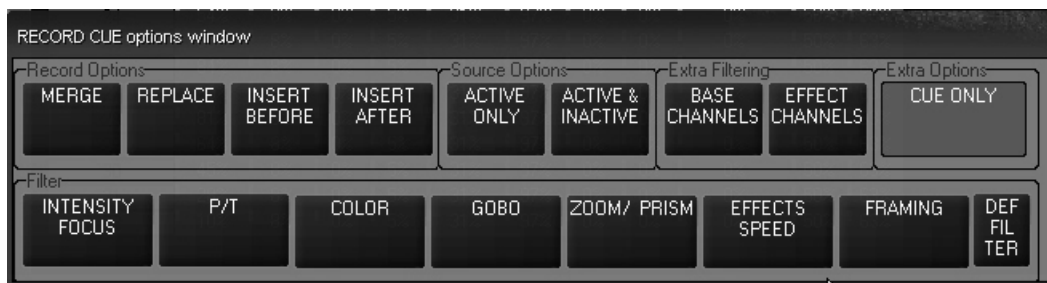 RECORD CUE options window
Record Options
MERGE
REPLACE
INSERT
BEFORE
INSERT
AFTER
Source Options
ACTIVE
ONLY
ACTIVE &
INACTIVE
Extra Filtering
BASE
CHANNELS
EFFECT
CHANNELS
Extra Options
CUE ONLY
Filter
INTENSITY
FOCUS
P/T
COLOR
GOBO
ZOOM/ PRISM
EFFECTS
SPEED
FRAMING
DEF
FIL
TER